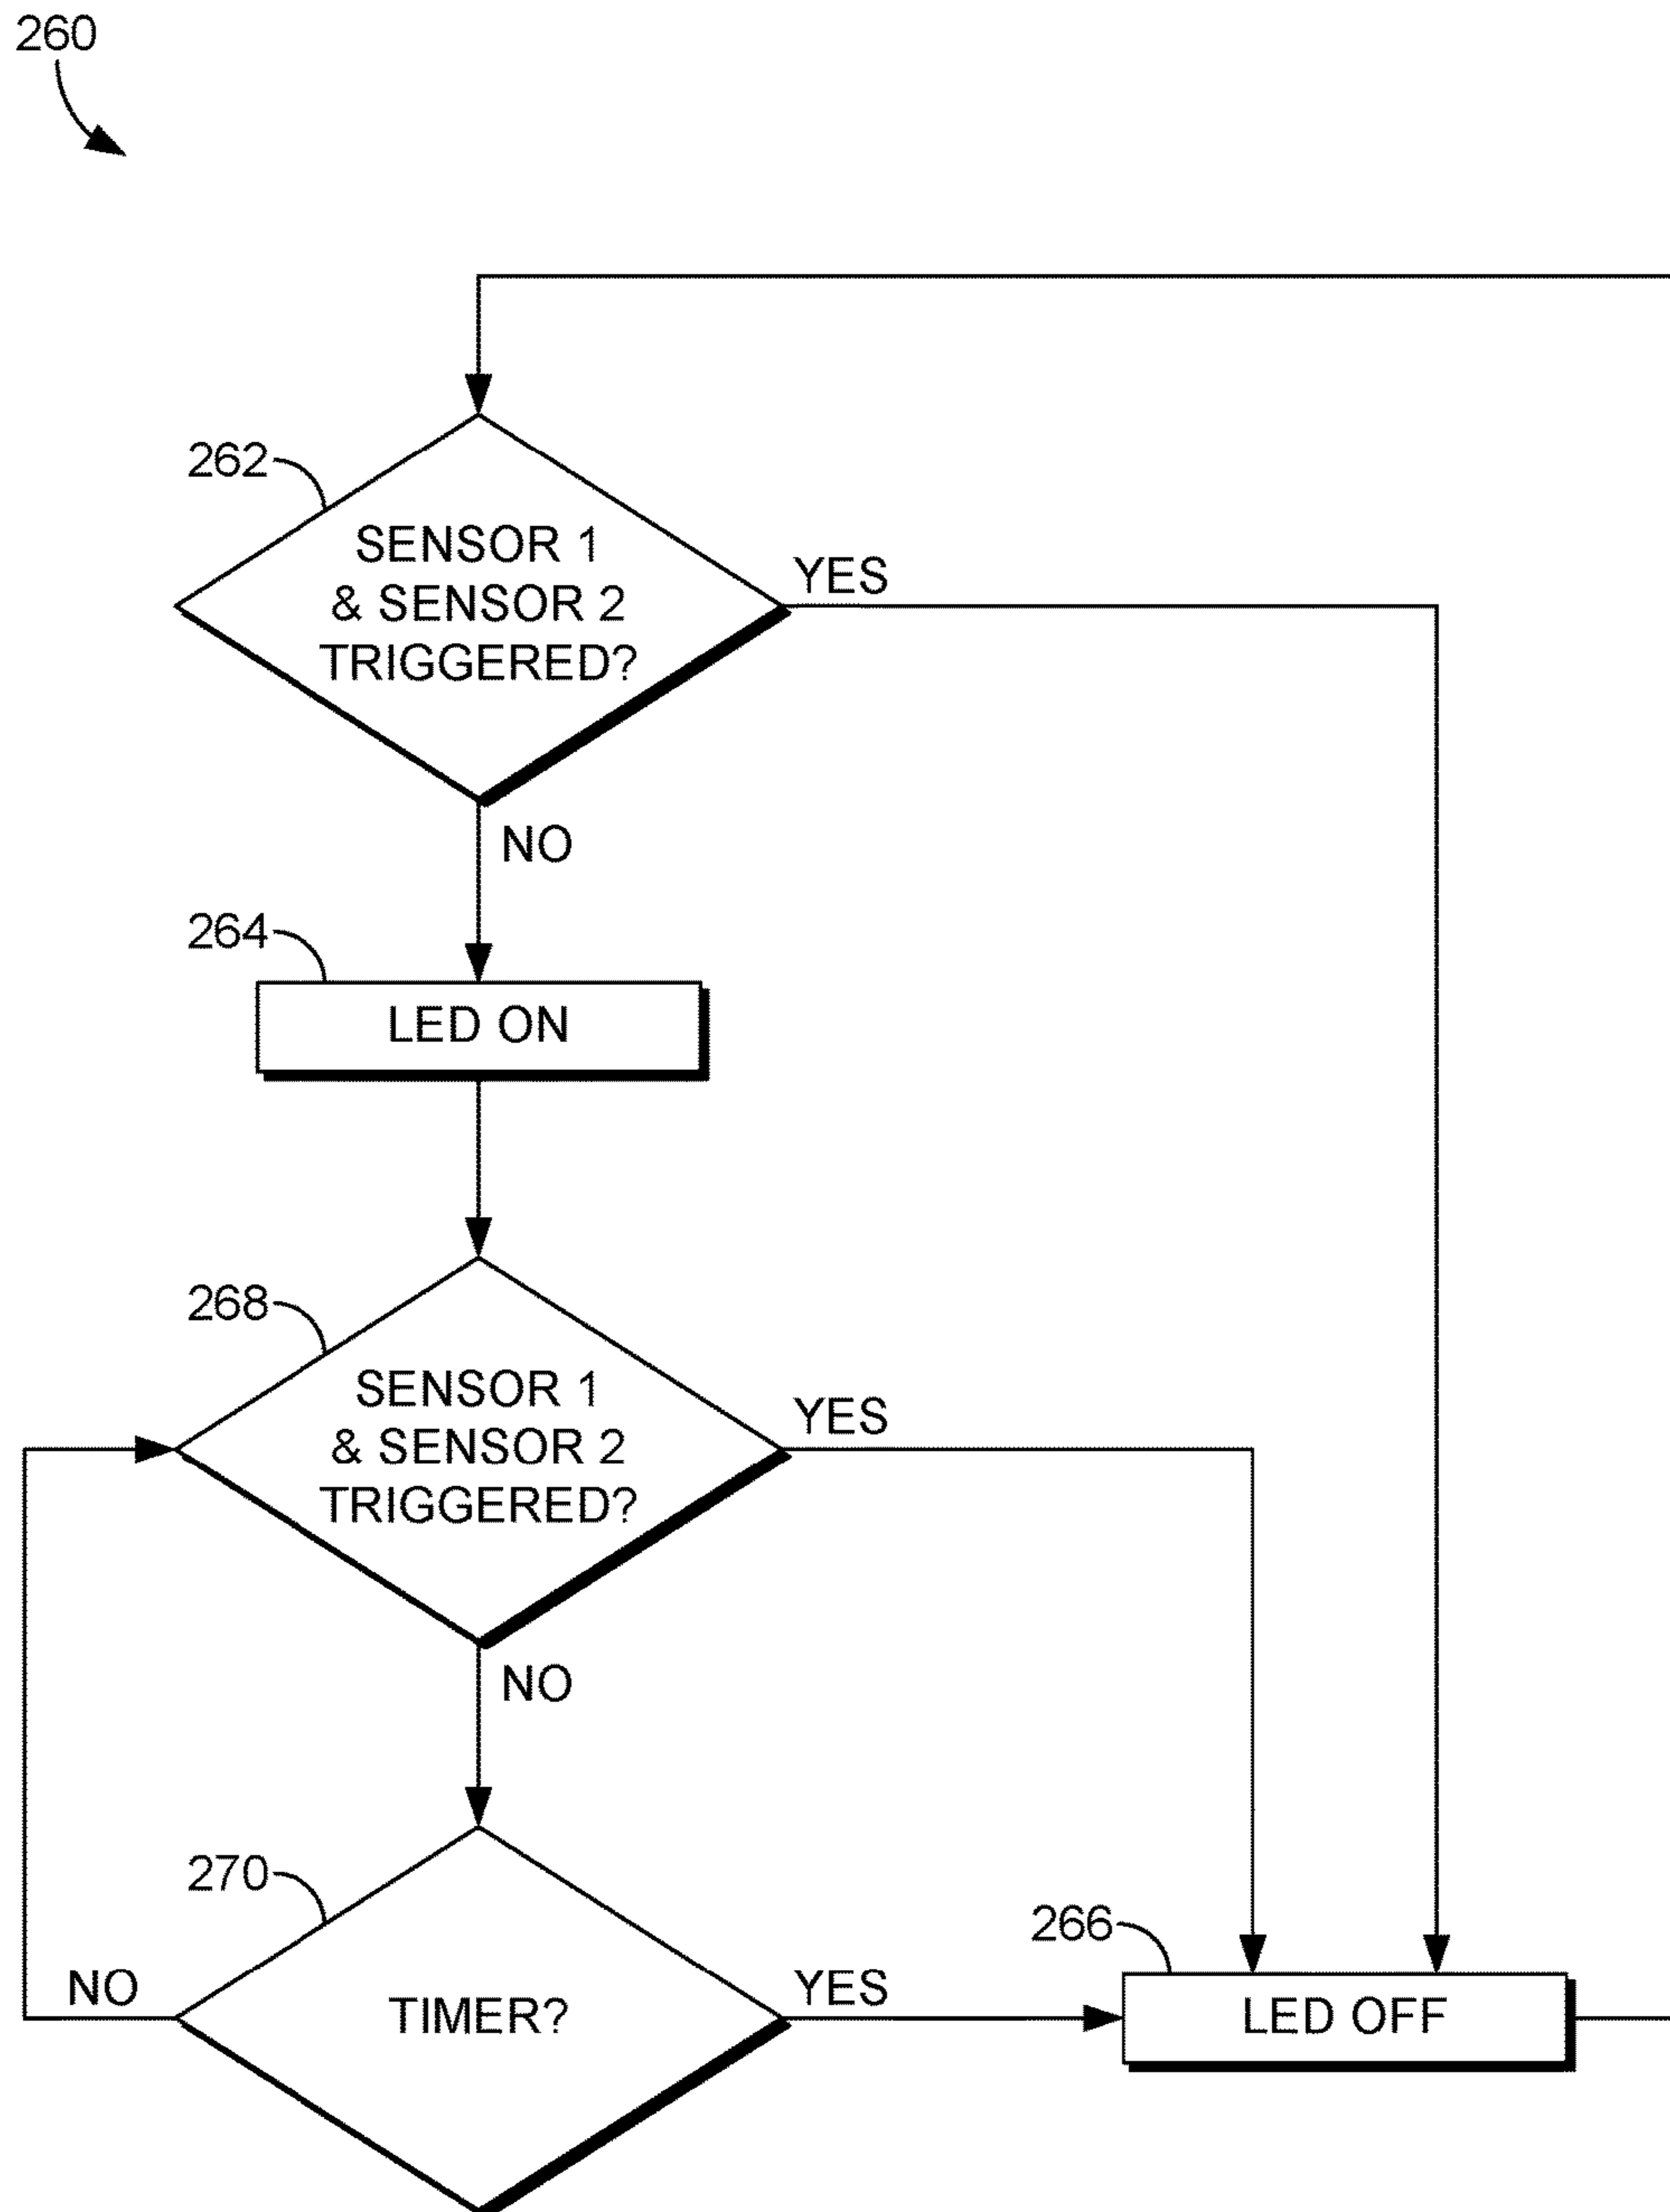 260
262
SENSOR 1
& SENSOR 2
TRIGGERED?
YES
NO
264
LED ON
268
SENSOR 1
& SENSOR 2
TRIGGERED?
YES
NO
270
TIMER?
NO
YES
266
LED OFF